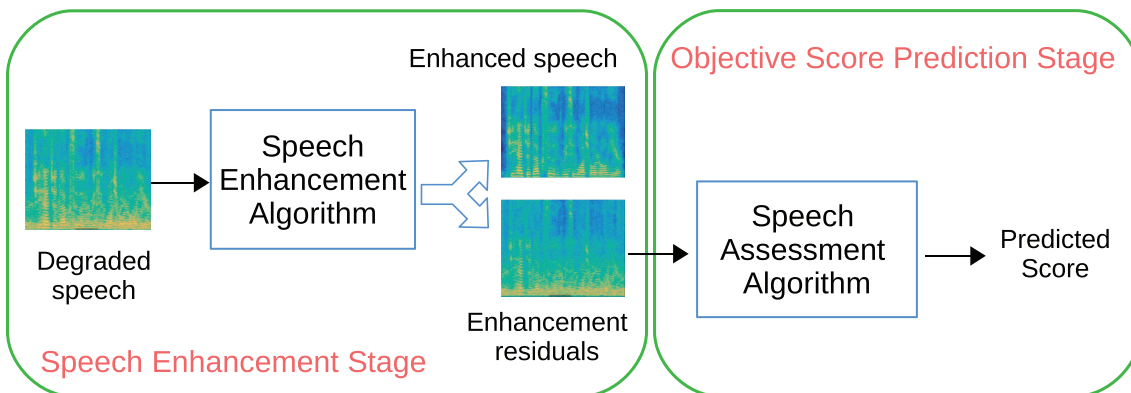 Enhanced speech
Objective Score Prediction Stage
Speech
Enhancement
Algorithm
Degraded
speech
Speech
Assessment
Algorithm
Predicted
Score
Enhancement
residuals
Speech Enhancement Stage